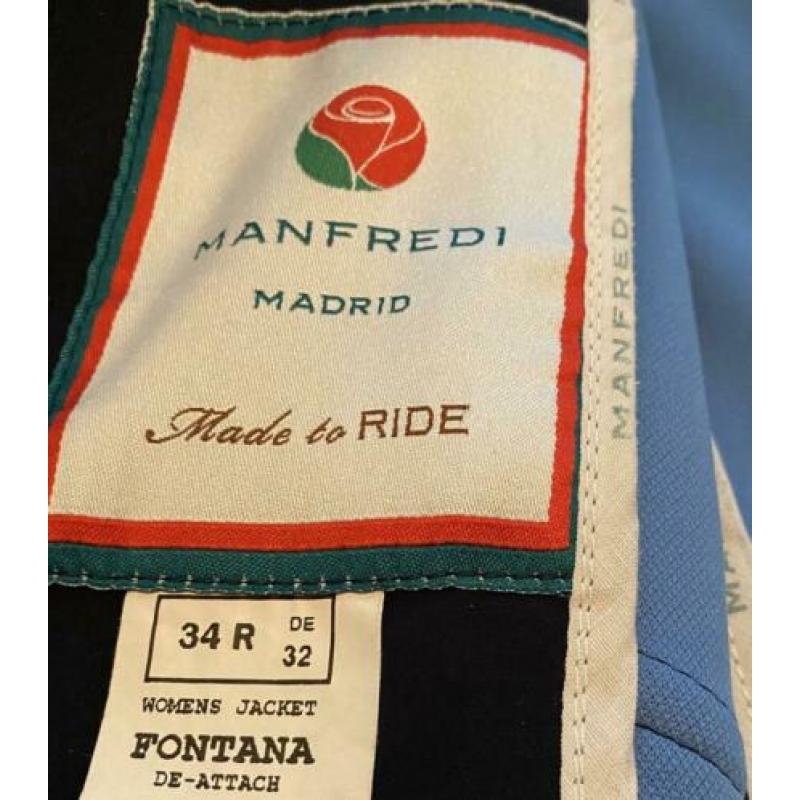 MANFREDI
MADRID
Made to RIDE
34 R DE 32
WOMENS JACKET
FONTANA
DE-ATTACH
MANFREDI